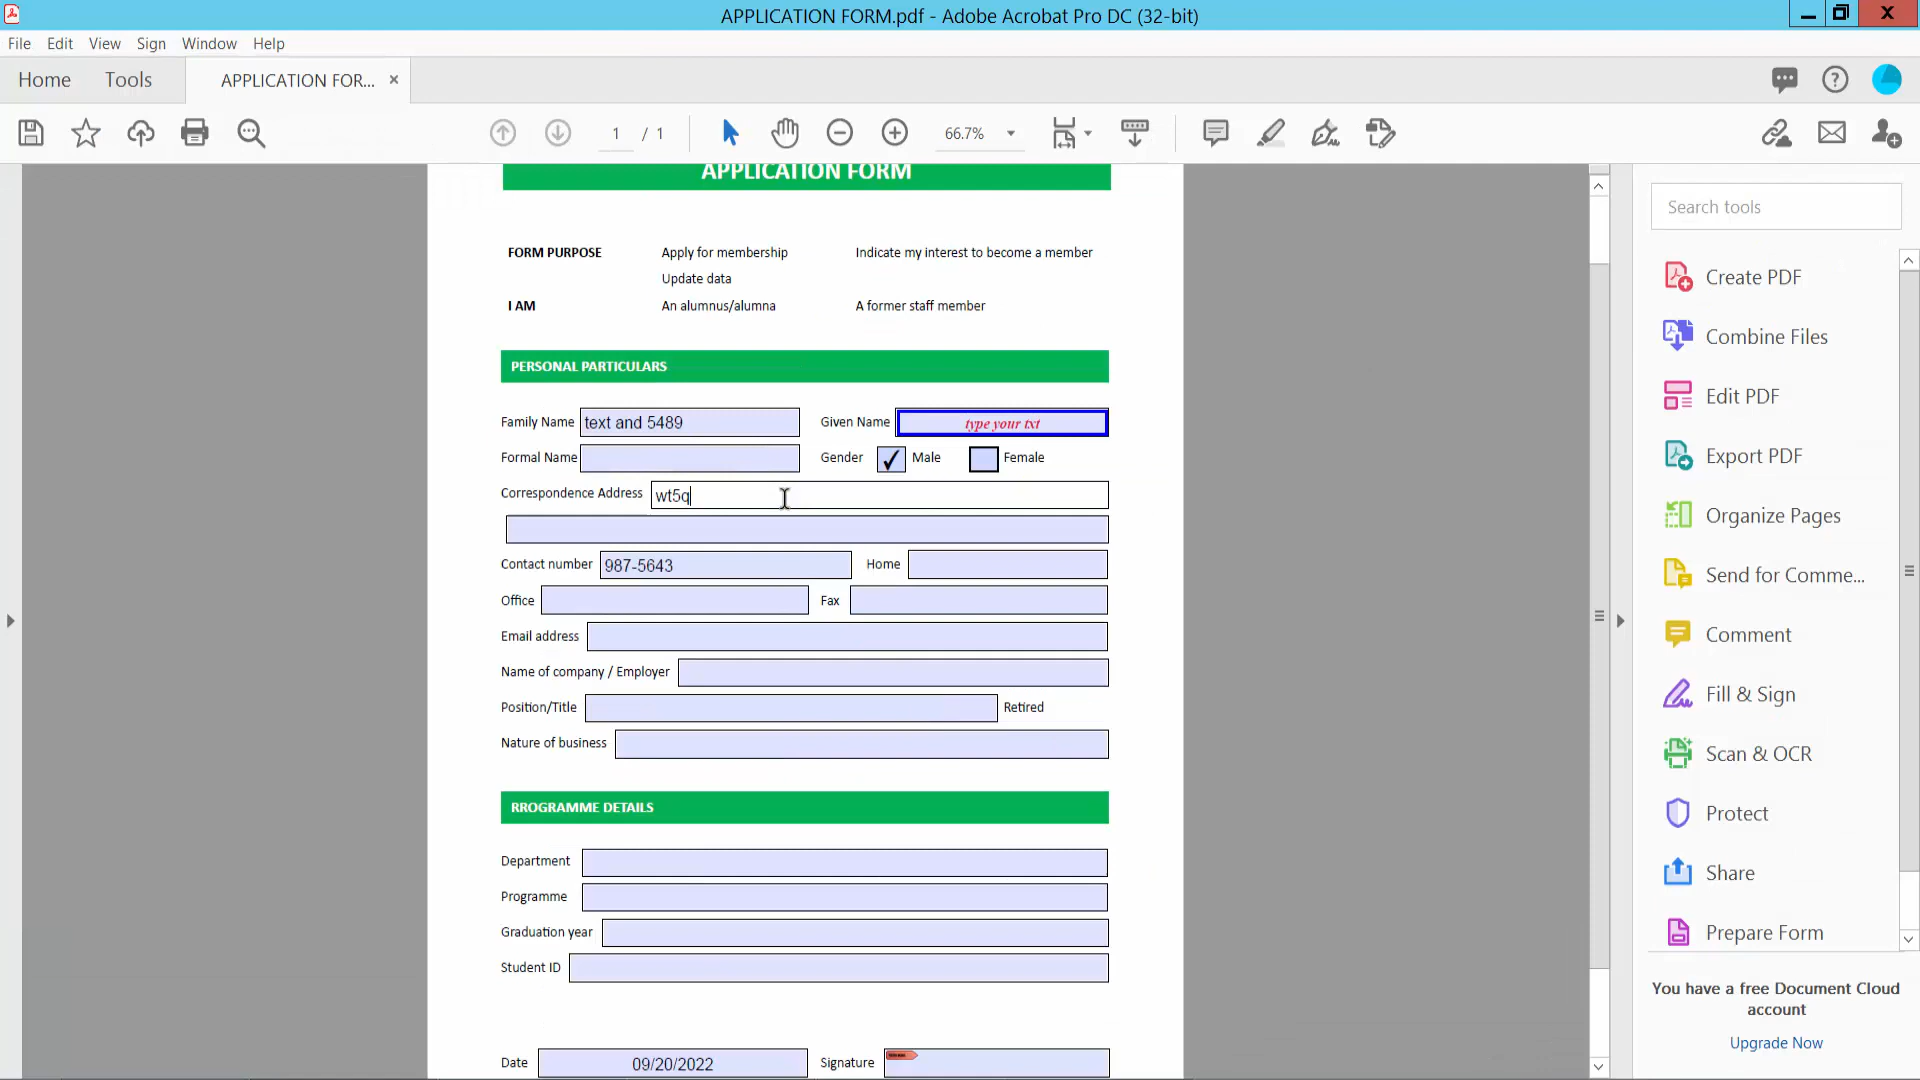 APPLICATION FORM.pdf - Adobe Acrobat Pro DC (32-bit)
File Edit View Sign Window Help
Home Tools APPLICATION FOR... ×
1 / 1 66.7%
APPLICATION FORM
FORM PURPOSE Apply for membership Indicate my interest to become a member
Update data
I AM An alumnus/alumna A former staff member
PERSONAL PARTICULARS
Family Name text and 5489 Given Name type your txt
Formal Name Gender Male Female
Correspondence Address wt5q
Contact number 987-5643 Home
Office Fax
Email address
Name of company / Employer
Position/Title Retired
Nature of business
RROGRAMME DETAILS
Department
Programme
Graduation year
Student ID
Date 09/20/2022 Signature
Search tools
Create PDF
Combine Files
Edit PDF
Export PDF
Organize Pages
Send for Comme...
Comment
Fill & Sign
Scan & OCR
Protect
Share
Prepare Form
You have a free Document Cloud
account
Upgrade Now